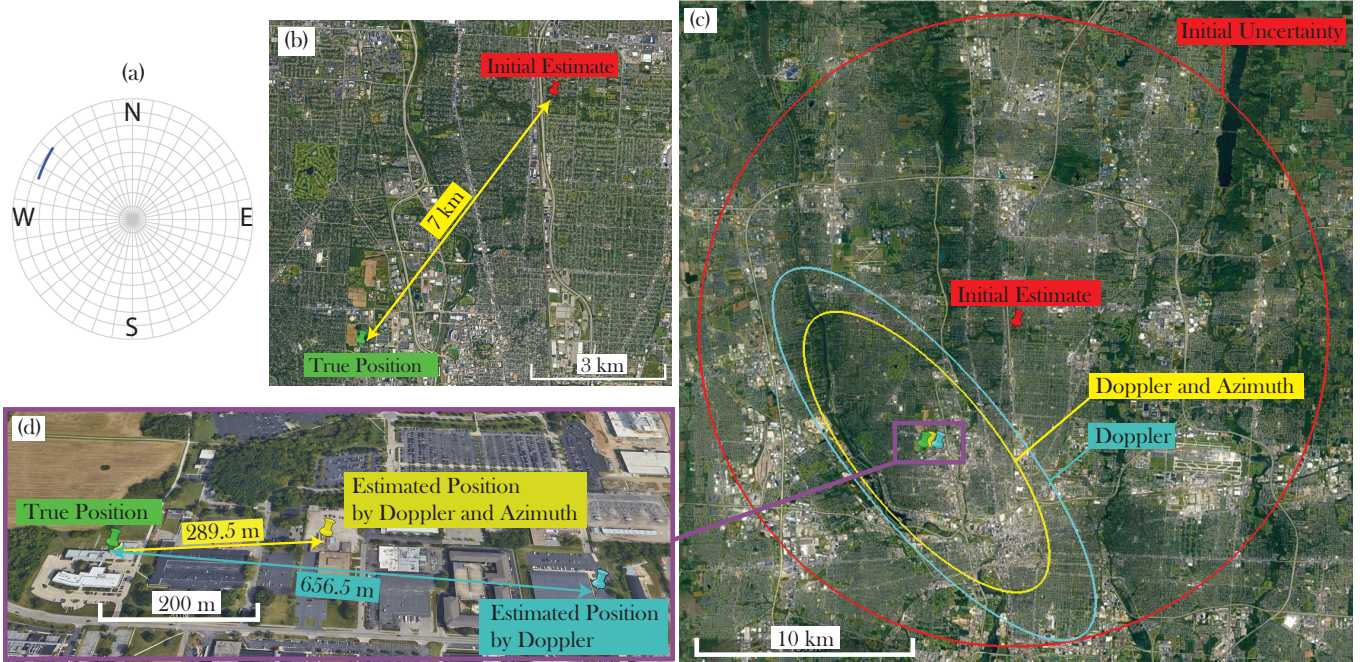 (a)
N
W
E
S
(b)
Initial Estimate
7 km
True Position
3 km
(c)
Initial Uncertainty
Initial Estimate
Doppler and Azimuth
Doppler
10 km
(d)
True Position
289.5 m
Estimated Position
by Doppler and Azimuth
656.5 m
200 m
Estimated Position
by Doppler